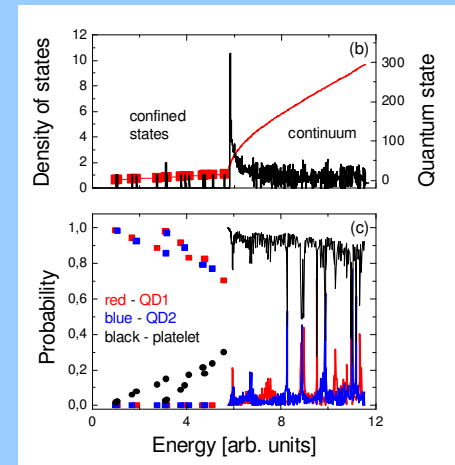 12
10
8
6
4
2
0
Density of states
(b)
confined
states
continuum
300
200
100
0
Quantum state
1,0
0,8
0,6
0,4
0,2
0,0
Probability
(c)
red - QD1
blue - QD2
black - platelet
0 4 8 12
Energy [arb. units]